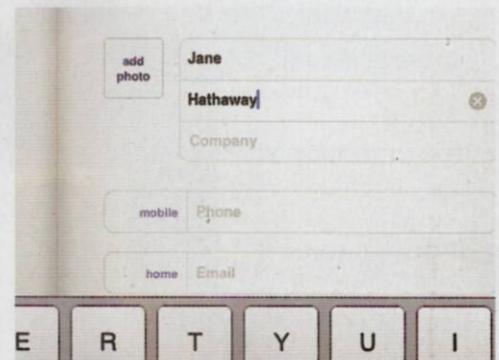 add
photo
Jane
Hathaway
Company
mobile Phone
home Email
E R T Y U I